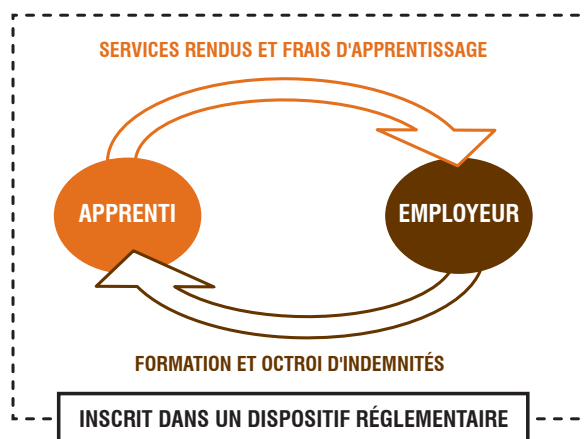 SERVICES RENDUS ET FRAIS D'APPRENTISSAGE
APPRENTI
EMPLOYEUR
FORMATION ET OCTROI D'INDEMNITÉS
INSCRIT DANS UN DISPOSITIF RÉGLEMENTAIRE